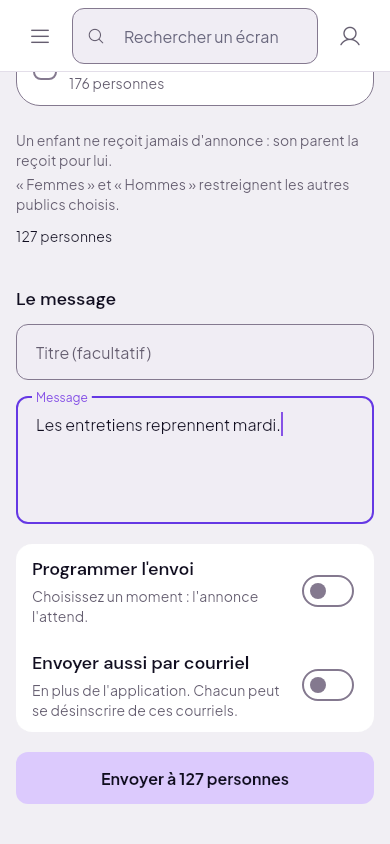 Rechercher un écran
176 personnes
Un enfant ne reçoit jamais d'annonce : son parent la
reçoit pour lui.
« Femmes » et « Hommes » restreignent les autres
publics choisis.
127 personnes
Le message
Titre (facultatif)
Message
Les entretiens reprennent mardi.
Programmer l'envoi
Choisissez un moment : l'annonce
l'attend.
Envoyer aussi par courriel
En plus de l'application. Chacun peut
se désinscrire de ces courriels.
Envoyer à 127 personnes